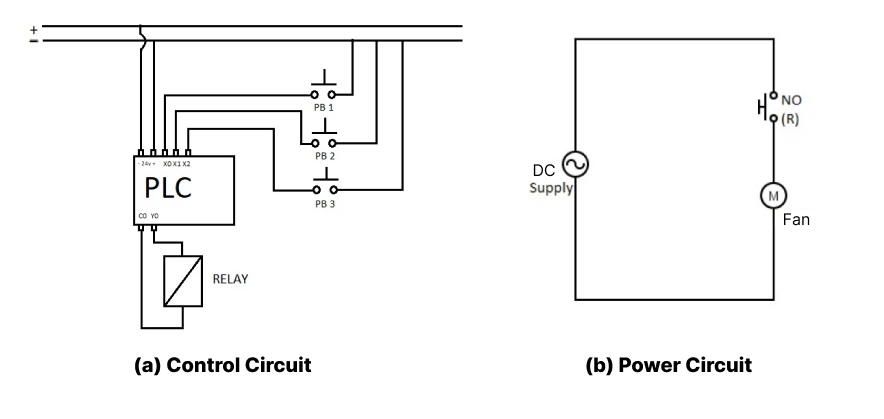 +
−
PB 1
PB 2
PB 3
- 24v + X0 X1 X2
PLC
C0 Y0
RELAY
(a) Control Circuit
NO
(R)
DC
Supply
M
Fan
(b) Power Circuit